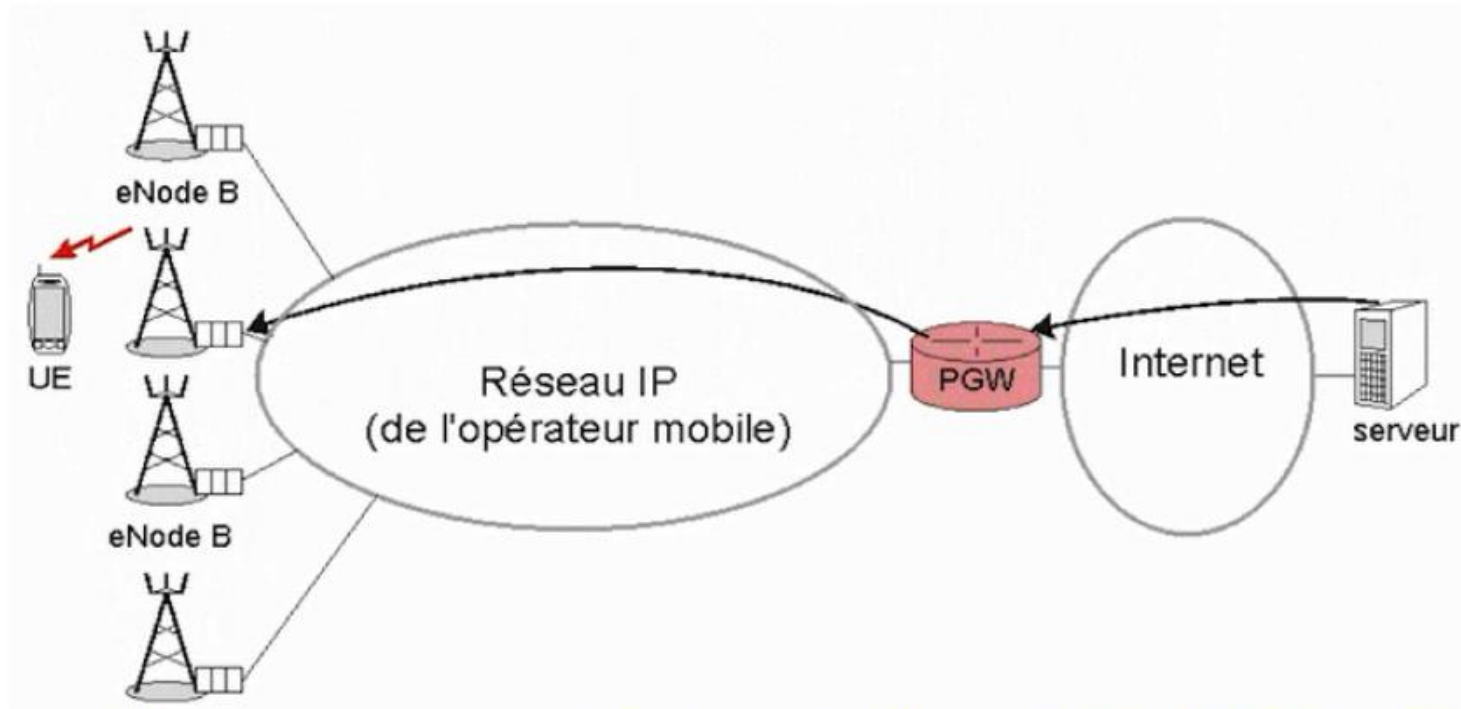 eNode B
UE
eNode B
Réseau IP
(de l'opérateur mobile)
PGW
Internet
serveur